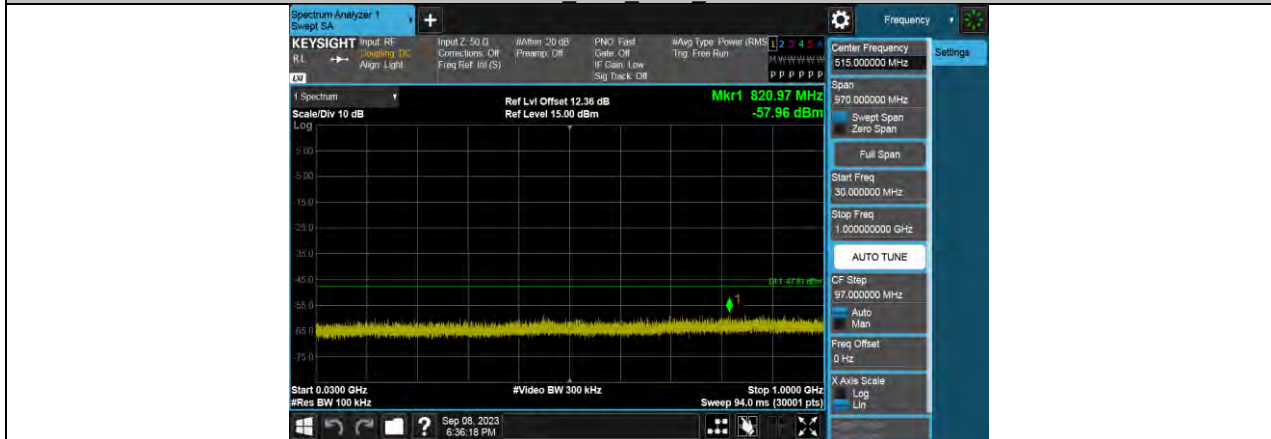 Spectrum Analyzer 1
Swept SA
+
Frequency
KEYSIGHT
R L
LXI
Input: RF
Coupling: DC
Align: Light
Input Z: 50 Ω
Corrections: Off
Freq Ref: Int (S)
#Atten: 20 dB
Preamp: Off
PNO: Fast
Gate: Off
IF Gain: Low
Sig Track: Off
#Avg Type: Power (RMS
Trig: Free Run
1 2 3 4 5 6
M W W W W W
P P P P P P
Center Frequency
515.000000 MHz
Settings
1 Spectrum
Scale/Div 10 dB
Log
Ref Lvl Offset 12.36 dB
Ref Level 15.00 dBm
Mkr1 820.97 MHz
-57.96 dBm
Span
970.000000 MHz
Swept Span
Zero Span
Full Span
5.00
-5.00
-15.0
-25.0
-35.0
-45.0
-55.0
-65.0
-75.0
DL1 -47.81 dBm
1
Start Freq
30.000000 MHz
Stop Freq
1.000000000 GHz
AUTO TUNE
CF Step
97.000000 MHz
Auto
Man
Freq Offset
0 Hz
X Axis Scale
Log
Lin
Start 0.0300 GHz
#Res BW 100 kHz
#Video BW 300 kHz
Stop 1.0000 GHz
Sweep 94.0 ms (30001 pts)
?
Sep 08, 2023
6:36:18 PM